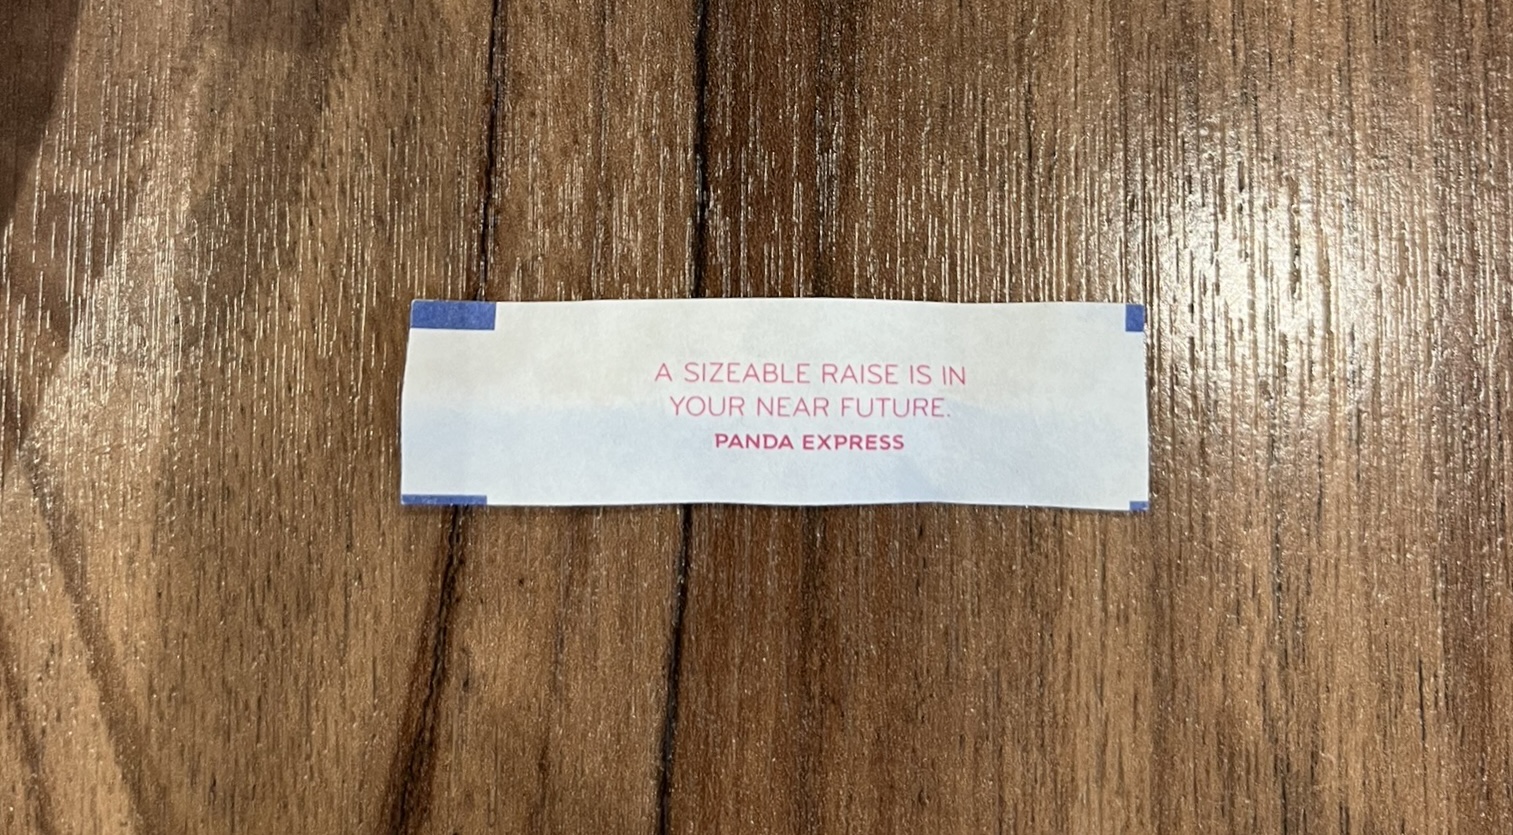 A SIZEABLE RAISE IS IN
YOUR NEAR FUTURE.
PANDA EXPRESS